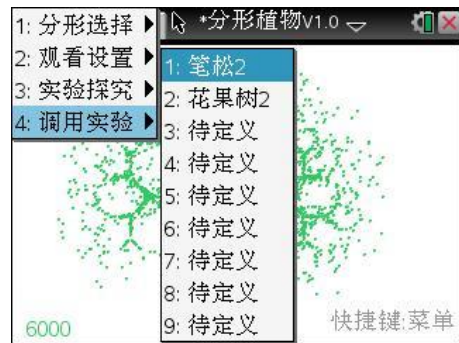 *分形植物V1.0
1: 分形选择
2: 观看设置
3: 实验探究
4: 调用实验
1: 笔松2
2: 花果树2
3: 待定义
4: 待定义
5: 待定义
6: 待定义
7: 待定义
8: 待定义
9: 待定义
6000
快捷键:菜单